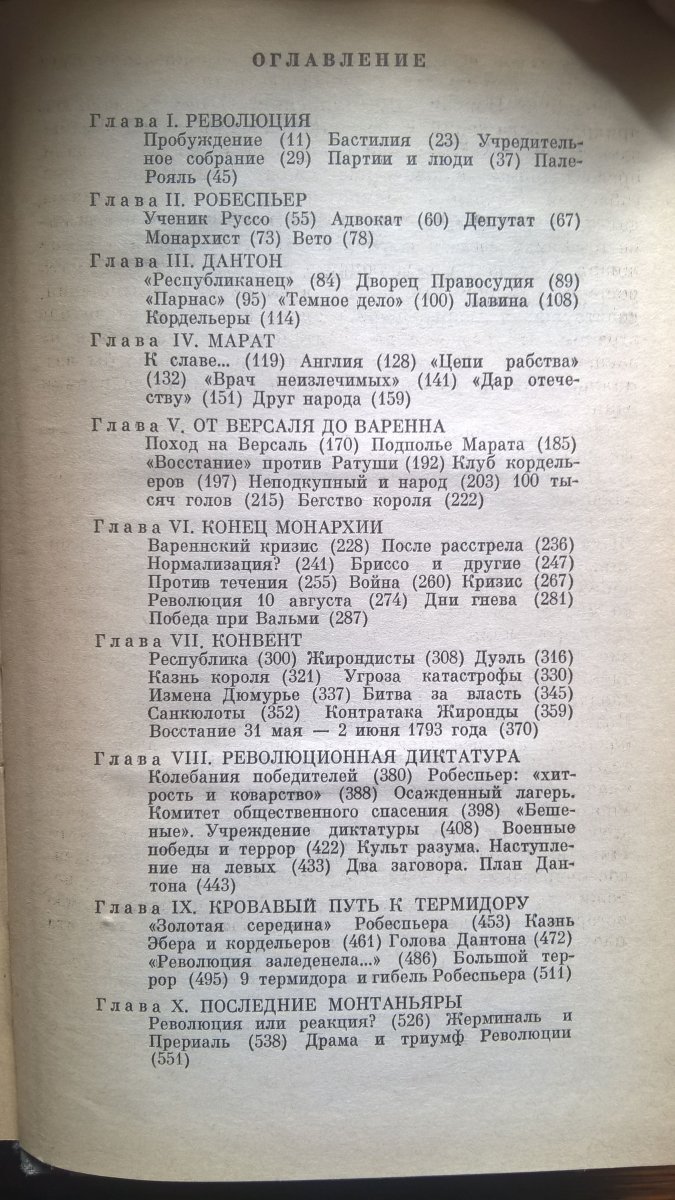 ОГЛАВЛЕНИЕ
Глава I. РЕВОЛЮЦИЯ
Пробуждение (11) Бастилия (23) Учредитель-
ное собрание (29) Партии и люди (37) Пале-
Рояль (45)
Глава II. РОБЕСПЬЕР
Ученик Руссо (55) Адвокат (60) Депутат (67)
Монархист (73) Вето (78)
Глава III. ДАНТОН
«Республиканец» (84) Дворец Правосудия (89)
«Парнас» (95) «Темное дело» (100) Лавина (108)
Кордельеры (114)
Глава IV. МАРАТ
К славе... (119) Англия (128) «Цепи рабства»
(132) «Врач неизлечимых» (141) «Дар отече-
ству» (151) Друг народа (159)
Глава V. ОТ ВЕРСАЛЯ ДО ВАРЕННА
Поход на Версаль (170) Подполье Марата (185)
«Восстание» против Ратуши (192) Клуб кордель-
еров (197) Неподкупный и народ (203) 100 ты-
сяч голов (215) Бегство короля (222)
Глава VI. КОНЕЦ МОНАРХИИ
Вареннский кризис (228) После расстрела (236)
Нормализация? (241) Бриссо и другие (247)
Против течения (255) Война (260) Кризис (267)
Революция 10 августа (274) Дни гнева (281)
Победа при Вальми (287)
Глава VII. КОНВЕНТ
Республика (300) Жирондисты (308) Дуэль (316)
Казнь короля (321) Угроза катастрофы (330)
Измена Дюмурье (337) Битва за власть (345)
Санкюлоты (352) Контратака Жиронды (359)
Восстание 31 мая — 2 июня 1793 года (370)
Глава VIII. РЕВОЛЮЦИОННАЯ ДИКТАТУРА
Колебания победителей (380) Робеспьер: «хит-
рость и коварство» (388) Осажденный лагерь.
Комитет общественного спасения (398) «Беше-
ные». Учреждение диктатуры (408) Военные
победы и террор (422) Культ разума. Наступле-
ние на левых (433) Два заговора. План Дан-
тона (443)
Глава IX. КРОВАВЫЙ ПУТЬ К ТЕРМИДОРУ
«Золотая середина» Робеспьера (453) Казнь
Эбера и кордельеров (461) Голова Дантона (472)
«Революция заледенела...» (486) Большой тер-
рор (495) 9 термидора и гибель Робеспьера (511)
Глава X. ПОСЛЕДНИЕ МОНТАНЬЯРЫ
Революция или реакция? (526) Жерминаль и
Прериаль (538) Драма и триумф Революции
(551)